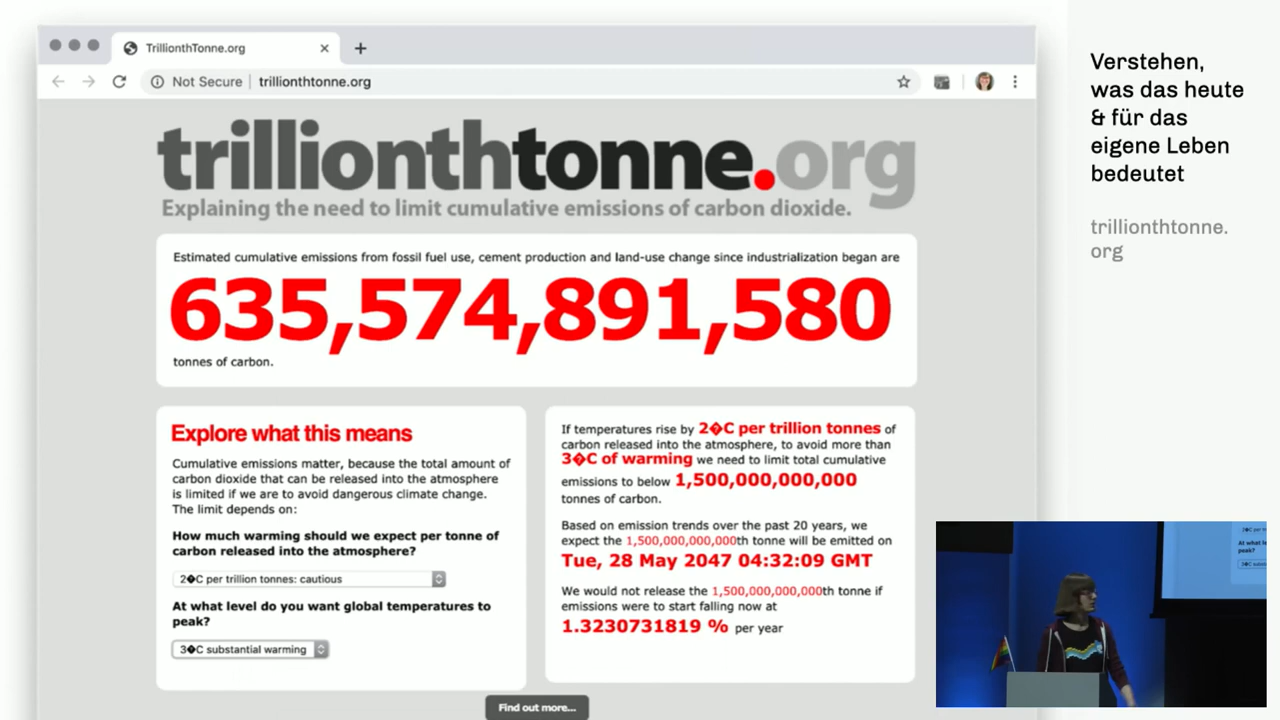 TrillionthTonne.org
Not Secure | trillionthtonne.org
trillionthtonne.org
Explaining the need to limit cumulative emissions of carbon dioxide.
Estimated cumulative emissions from fossil fuel use, cement production and land-use change since industrialization began are
635,574,891,580
tonnes of carbon.
Explore what this means
Cumulative emissions matter, because the total amount of
carbon dioxide that can be released into the atmosphere
is limited if we are to avoid dangerous climate change.
The limit depends on:
How much warming should we expect per tonne of
carbon released into the atmosphere?
2�C per trillion tonnes: cautious
At what level do you want global temperatures to
peak?
3�C substantial warming
If temperatures rise by 2�C per trillion tonnes of
carbon released into the atmosphere, to avoid more than
3�C of warming we need to limit total cumulative
emissions to below 1,500,000,000,000
tonnes of carbon.
Based on emission trends over the past 20 years, we
expect the 1,500,000,000,000th tonne will be emitted on
Tue, 28 May 2047 04:32:09 GMT
We would not release the 1,500,000,000,000th tonne if
emissions were to start falling now at
1.3230731819 % per year
Find out more...
Verstehen,
was das heute
& für das
eigene Leben
bedeutet
trillionthtonne.
org